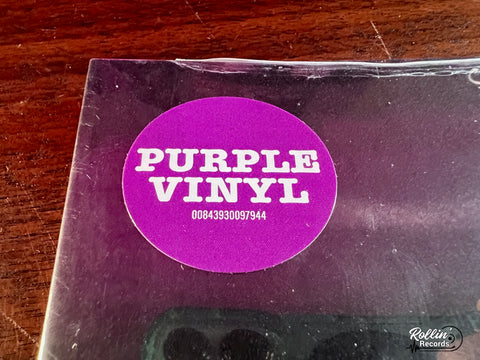 PURPLE
VINYL
00843930097944
Rollin'
Records